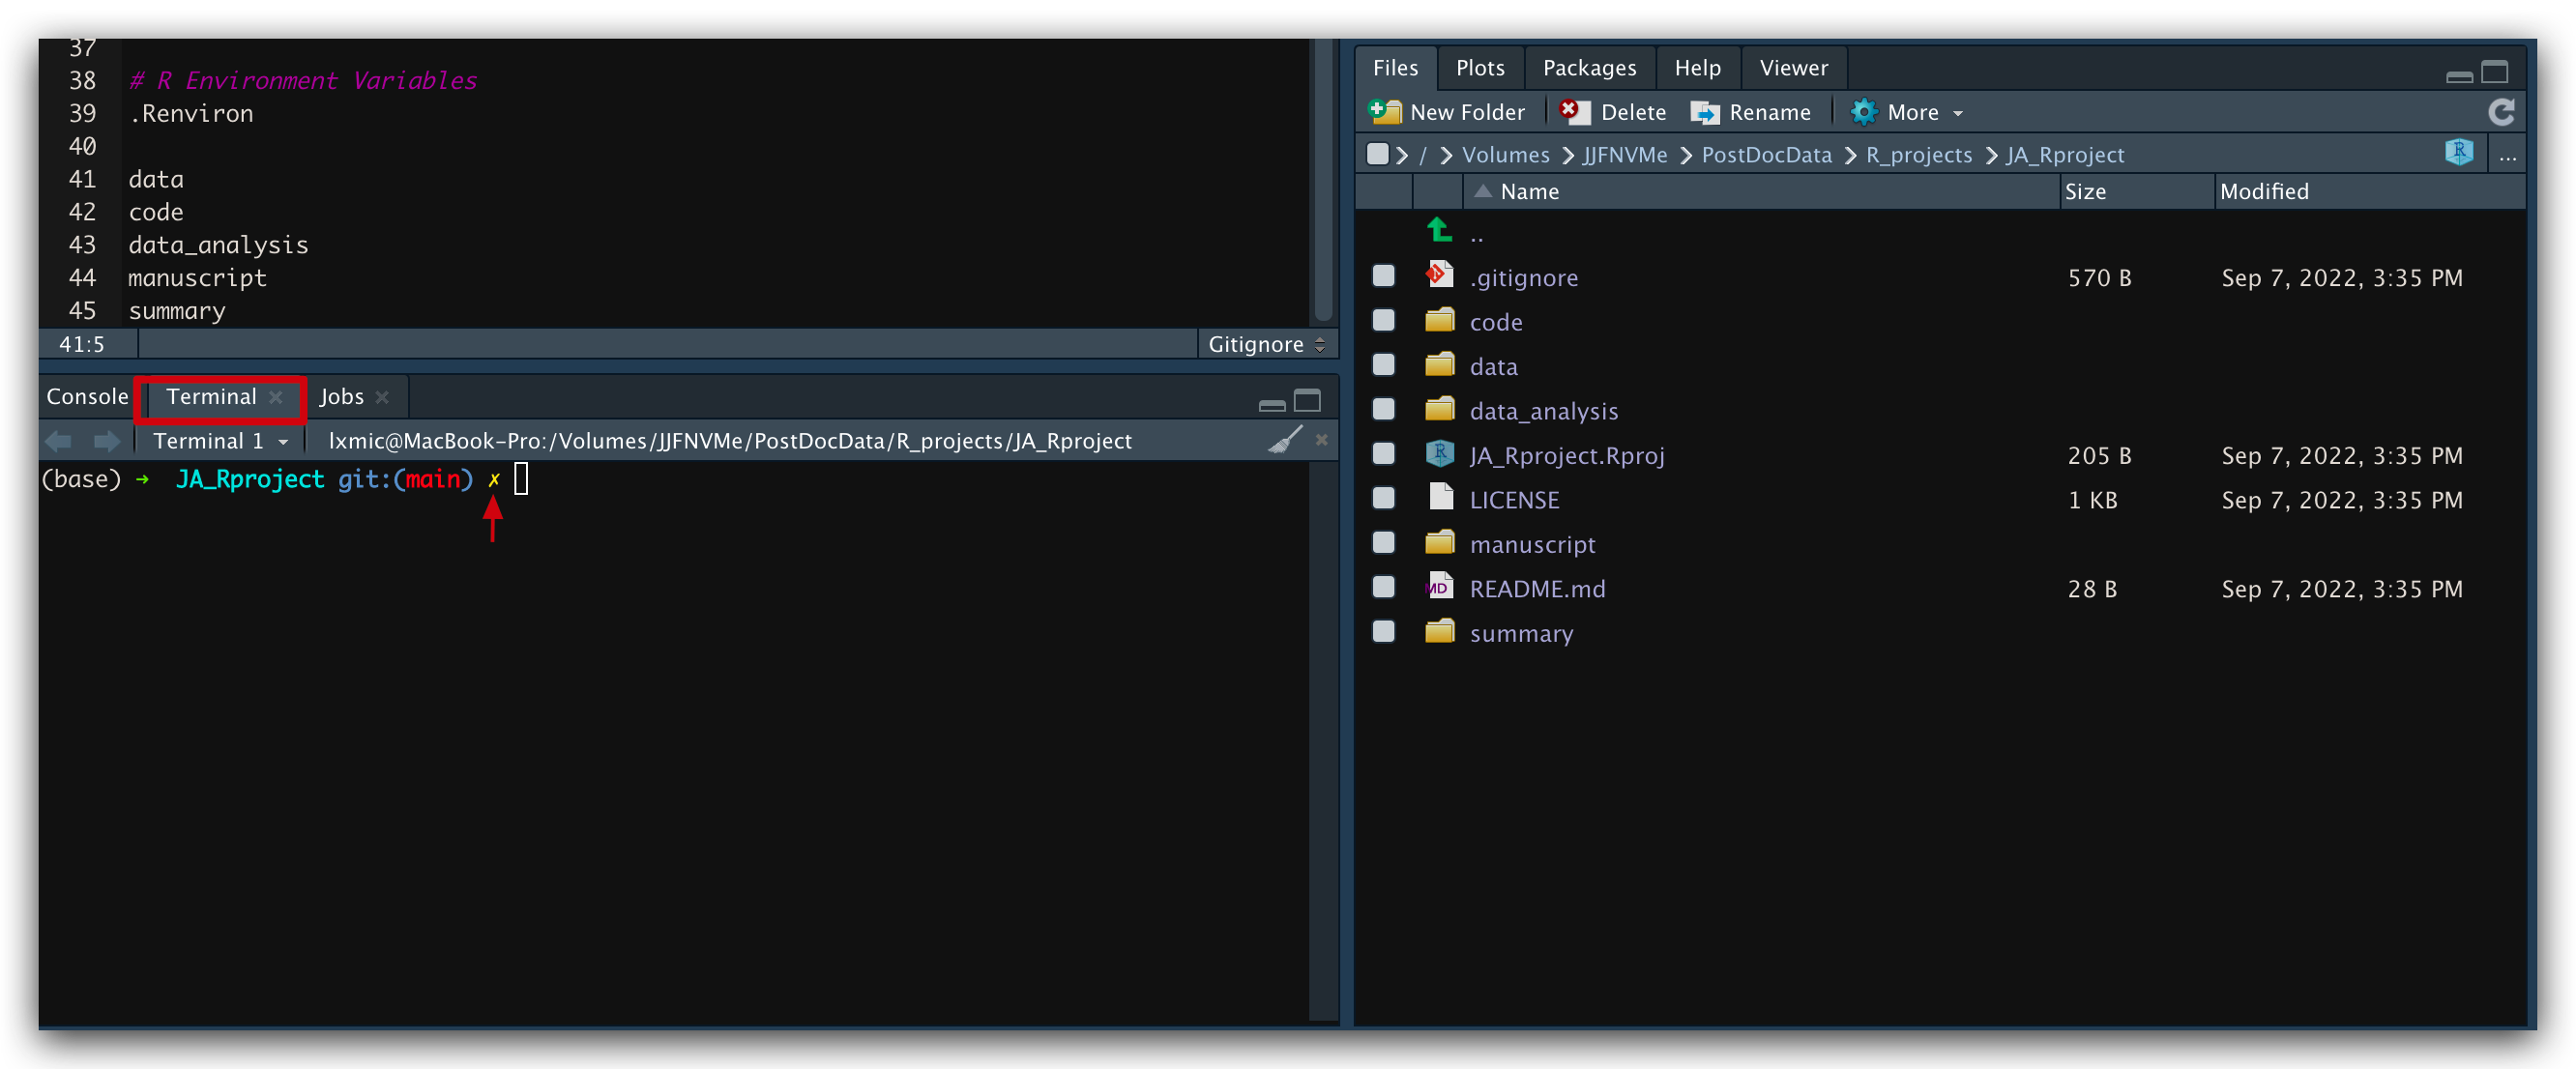 37
38 # R Environment Variables
39 .Renviron
40
41 data
42 code
43 data_analysis
44 manuscript
45 summary
41:5 Gitignore
Console Terminal Jobs
Terminal 1 lxmic@MacBook-Pro:/Volumes/JJFNVMe/PostDocData/R_projects/JA_Rproject
(base) ➜ JA_Rproject git:(main) ✗
Files Plots Packages Help Viewer
New Folder Delete Rename More
/ Volumes JJFNVMe PostDocData R_projects JA_Rproject R ...
Name Size Modified
..
.gitignore 570 B Sep 7, 2022, 3:35 PM
code
data
data_analysis
R JA_Rproject.Rproj 205 B Sep 7, 2022, 3:35 PM
LICENSE 1 KB Sep 7, 2022, 3:35 PM
manuscript
MD README.md 28 B Sep 7, 2022, 3:35 PM
summary